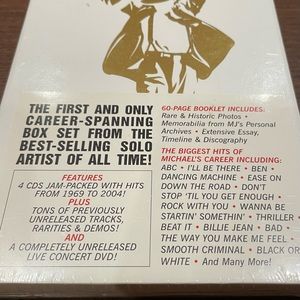 THE FIRST AND ONLY
CAREER-SPANNING
BOX SET FROM THE
BEST-SELLING SOLO
ARTIST OF ALL TIME!
FEATURES
4 CDS JAM-PACKED WITH HITS
FROM 1969 TO 2004!
PLUS
TONS OF PREVIOUSLY
UNRELEASED TRACKS,
RARITIES & DEMOS!
AND
A COMPLETELY UNRELEASED
LIVE CONCERT DVD!
60-PAGE BOOKLET INCLUDES:
Rare & Historic Photos •
Memorabilia from MJ's Personal
Archives • Extensive Essay,
Timeline & Discography
THE BIGGEST HITS OF
MICHAEL'S CAREER INCLUDING:
ABC • I'LL BE THERE • BEN •
DANCING MACHINE • EASE ON
DOWN THE ROAD • DON'T
STOP 'TIL YOU GET ENOUGH •
ROCK WITH YOU • WANNA BE
STARTIN' SOMETHIN' • THRILLER •
BEAT IT • BILLIE JEAN • BAD •
THE WAY YOU MAKE ME FEEL •
SMOOTH CRIMINAL • BLACK OR
WHITE • And Many More!